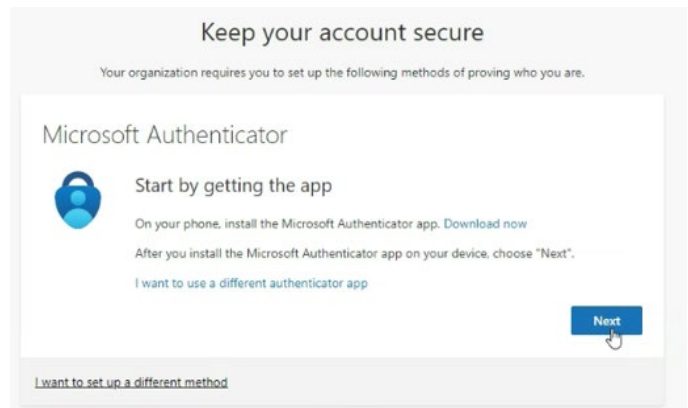 Keep your account secure
Your organization requires you to set up the following methods of proving who you are.
Microsoft Authenticator
Start by getting the app
On your phone, install the Microsoft Authenticator app. Download now
After you install the Microsoft Authenticator app on your device, choose "Next".
I want to use a different authenticator app
Next
I want to set up a different method